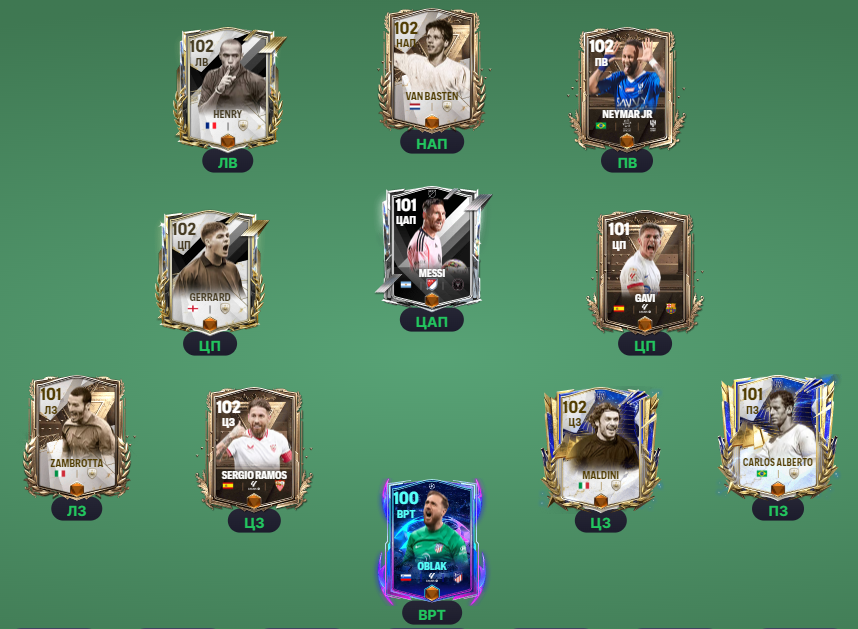 102
НАП
VAN BASTEN
НАП
102
ЛВ
HENRY
ЛВ
102
ПВ
NEYMAR JR
ПВ
101
ЦАП
MESSI
ЦАП
102
ЦП
GERRARD
ЦП
101
ЦП
GAVI
ЦП
101
ЛЗ
ZAMBROTTA
ЛЗ
102
ЦЗ
SERGIO RAMOS
ЦЗ
102
ЦЗ
MALDINI
ЦЗ
101
ПЗ
CARLOS ALBERTO
ПЗ
100
ВРТ
OBLAK
ВРТ